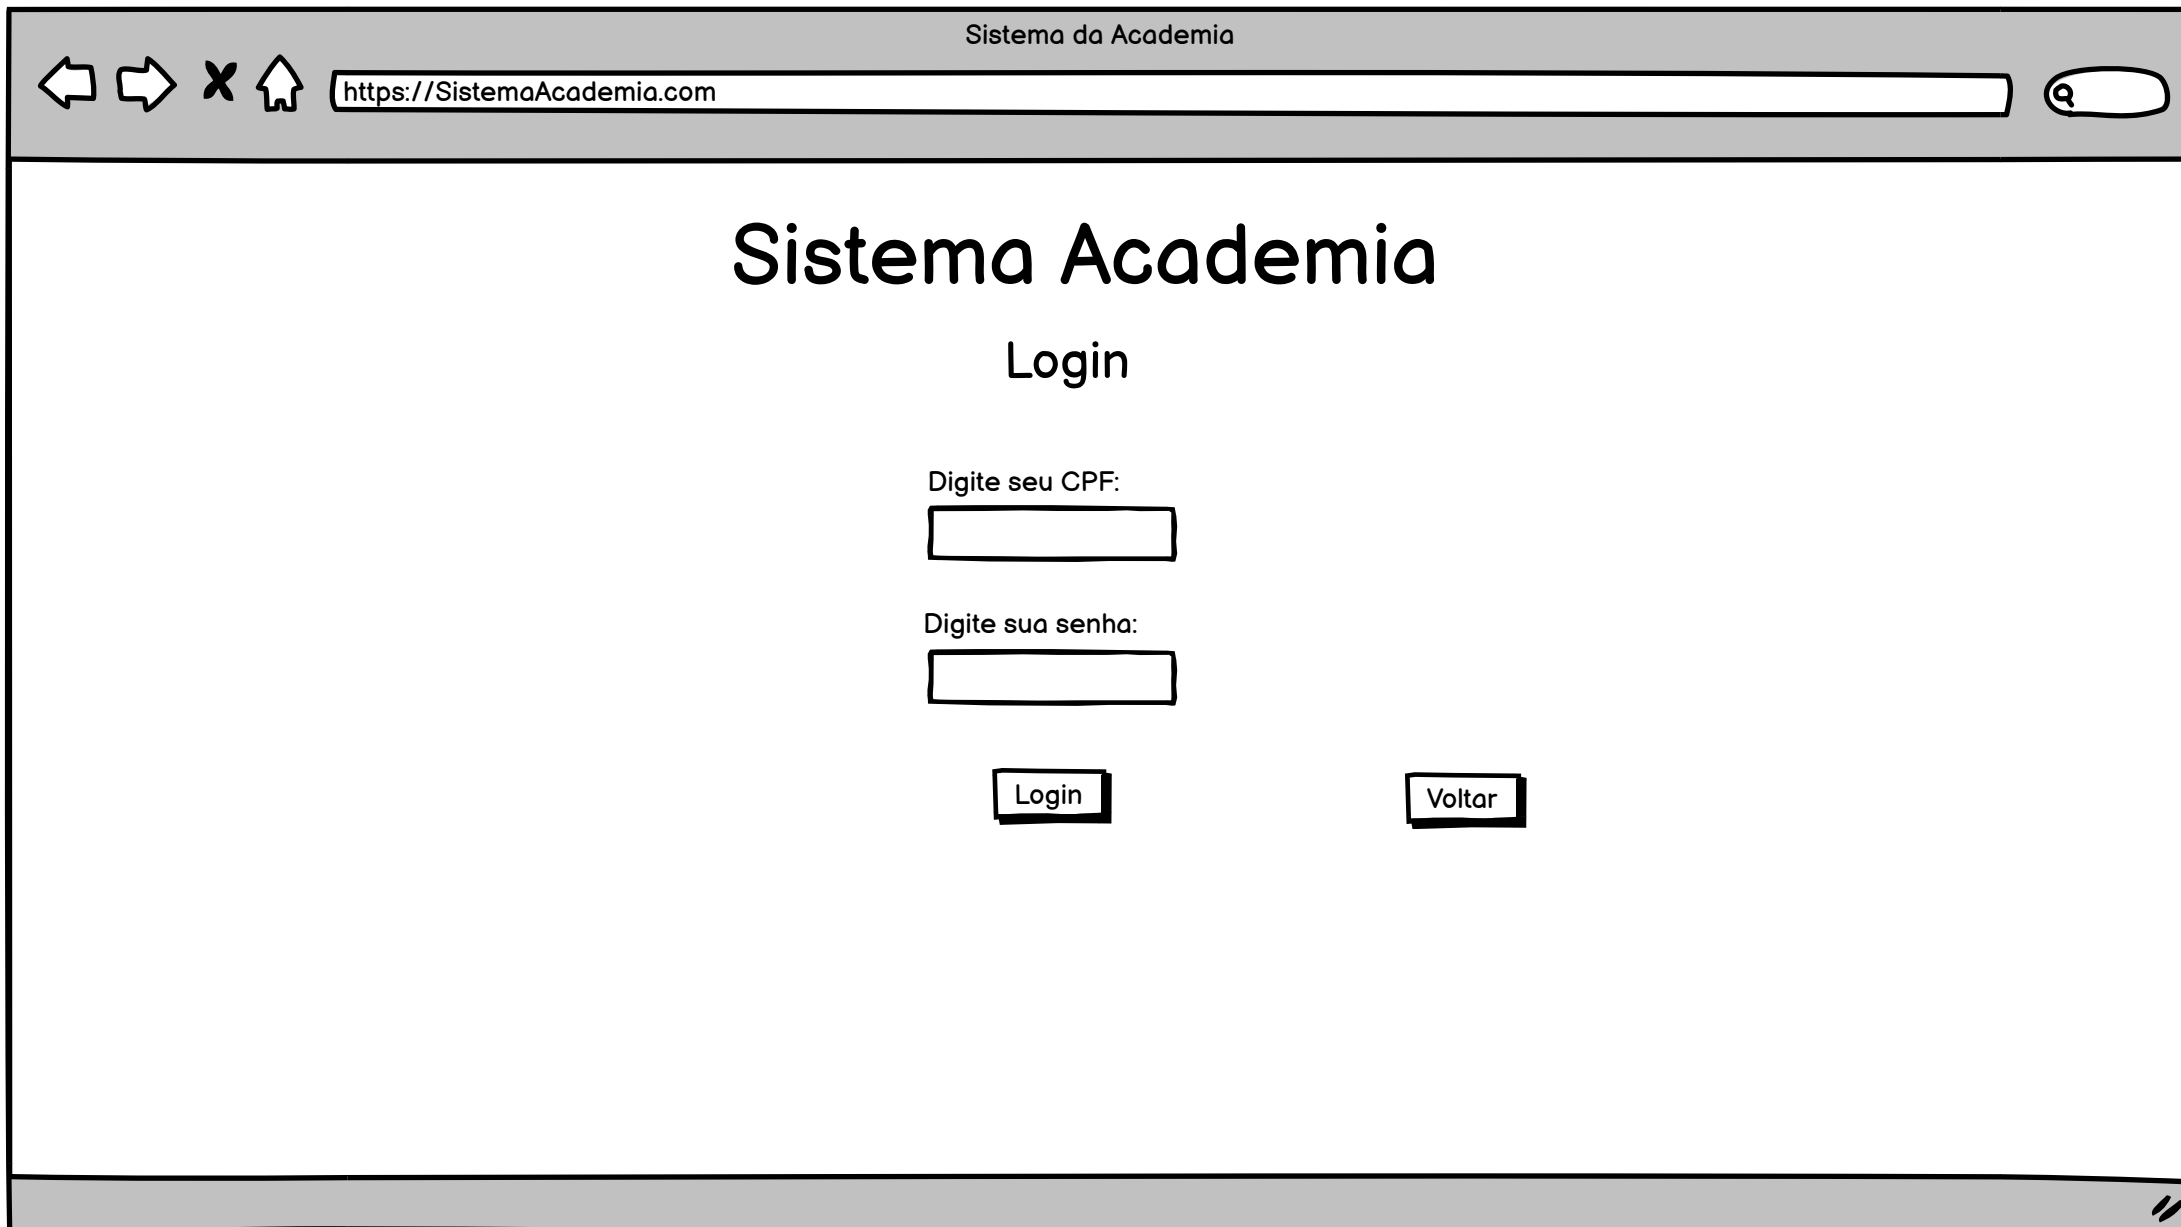 Sistema da Academia
https://SistemaAcademia.com
Sistema Academia
Login
Digite seu CPF:
Digite sua senha:
Login
Voltar